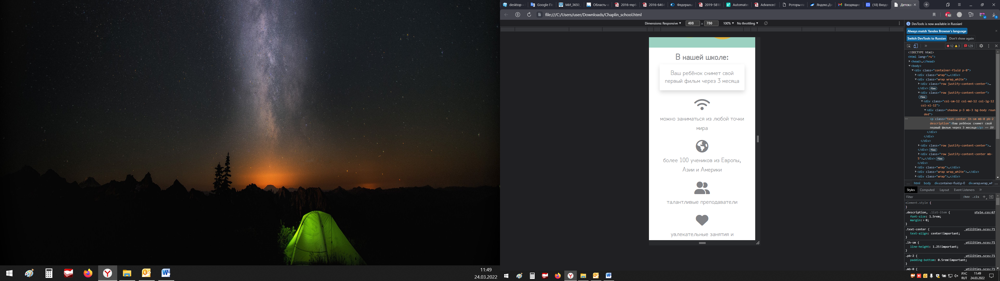 11:49
24.03.2022
desktop –
Google Пе
МИ_3650_
Область-а
2016-mp6-
2016-6464
Федераль
2019-5818
Automated
Advanced
Роторы га
Яндекс.Ди
Входящие
(18) Входя
Детская
file:///C:/Users/user/Downloads/Chaplin_school.html
12
1
Dimensions: Responsive 408 × 780 100% No throttling
В нашей школе:
Ваш ребёнок снимет свой
первый фильм через 3 месяца
можно заниматься из любой точки
мира
более 100 учеников из Европы,
Азии и Америки
талантливые преподаватели
увлекательные занятия и
DevTools is now available in Russian!
Always match Yandex Browser's language
Switch DevTools to Russian Don't show again
12 3 129
<!DOCTYPE html>
<html lang="ru">
<head>…</head>
<body>
<div class="container-fluid p-0">
<div class="wrap">…</div>
<div class="wrap wrap_white">
<div class="row justify-content-center">…
</div> flex
<div class="row justify-content-center">
flex
<div class="col-sm-12 col-md-12 col-lg-12
col-xl-12">
<div class="shadow p-3 mb-3 bg-body roun
ded">
<p class="text-center lh-sm mb-0 pb-2
description">Ваш ребёнок снимет свой
первый фильм через 3 месяца</p> == $0
</div>
</div>
</div>
<div class="row justify-content-center">…
</div> flex
<div class="row justify-content-center mb-
5">…</div> flex
</div>
<div class="wrap">…</div>
<div class="wrap wrap_white">…</div>
<div class="wrap">…</div>
… html body div.container-fluid.p-0 div.wrap.wrap_wh …
Styles Computed Layout Event Listeners »
Filter :hov .cls +
element.style {
}
.description, .list-item { style.css:67
font-size: 1.5rem;
margin: 0;
}
.text-center { _utilities.scss:71
text-align: center!important;
}
.lh-sm { _utilities.scss:71
line-height: 1.25!important;
}
.pb-2 { _utilities.scss:71
padding-bottom: 0.5rem!important;
}
.mb-0 { _utilities.scss:71
РУС
RUT
11:49
24.03.2022